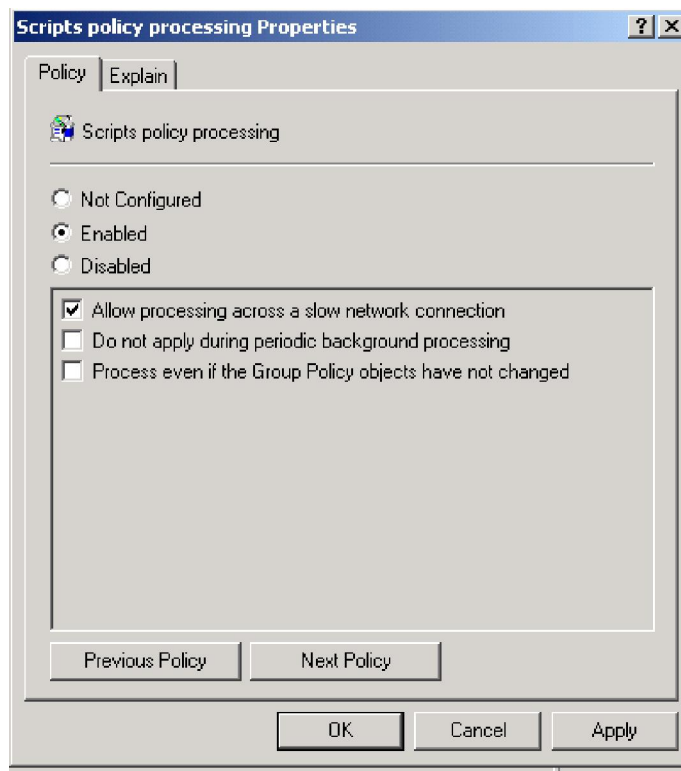 Scripts policy processing Properties
Policy Explain
Scripts policy processing
Not Configured
Enabled
Disabled
Allow processing across a slow network connection
Do not apply during periodic background processing
Process even if the Group Policy objects have not changed
Previous Policy Next Policy
OK Cancel Apply